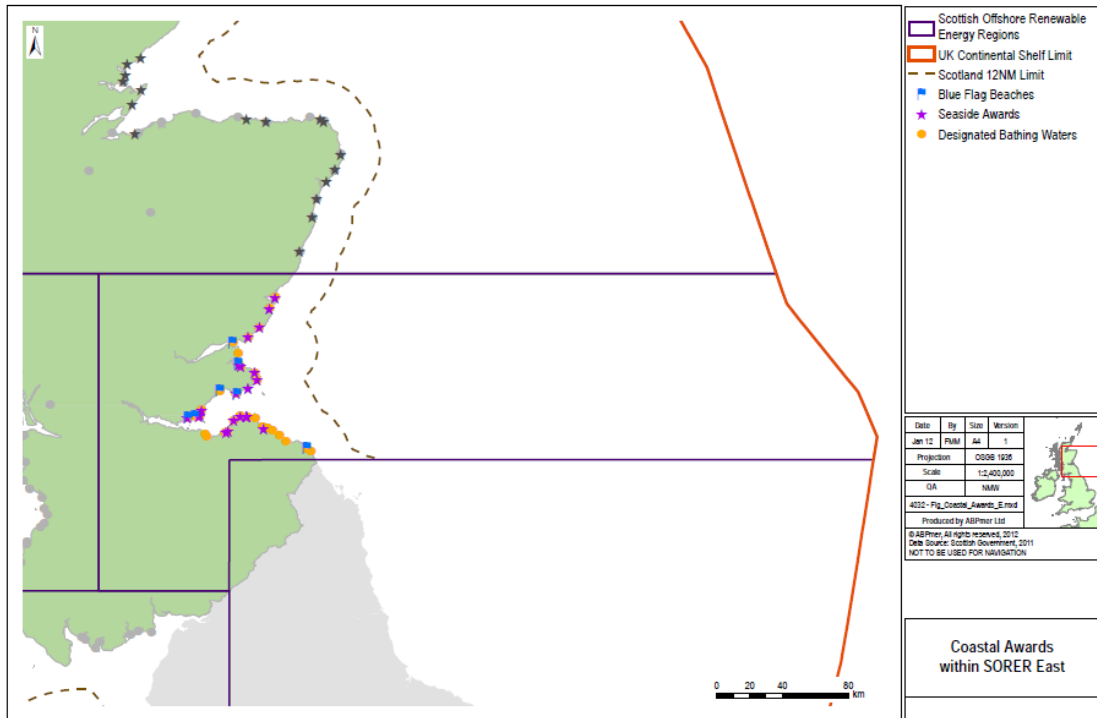 N
Scottish Offshore Renewable
Energy Regions
UK Continental Shelf Limit
Scotland 12NM Limit
Blue Flag Beaches
Seaside Awards
Designated Bathing Waters
Date By Size Version
Jan 12 FMM A4 1
Projection OSGB 1936
Scale 1:2,400,000
QA NMW
4032 - Fig_Coastal_Awards_E.mxd
Produced by ABPmer Ltd
© ABPmer, All rights reserved, 2012
Data Source: Scottish Government, 2011
NOT TO BE USED FOR NAVIGATION
Coastal Awards
within SORER East
0 20 40 80
km